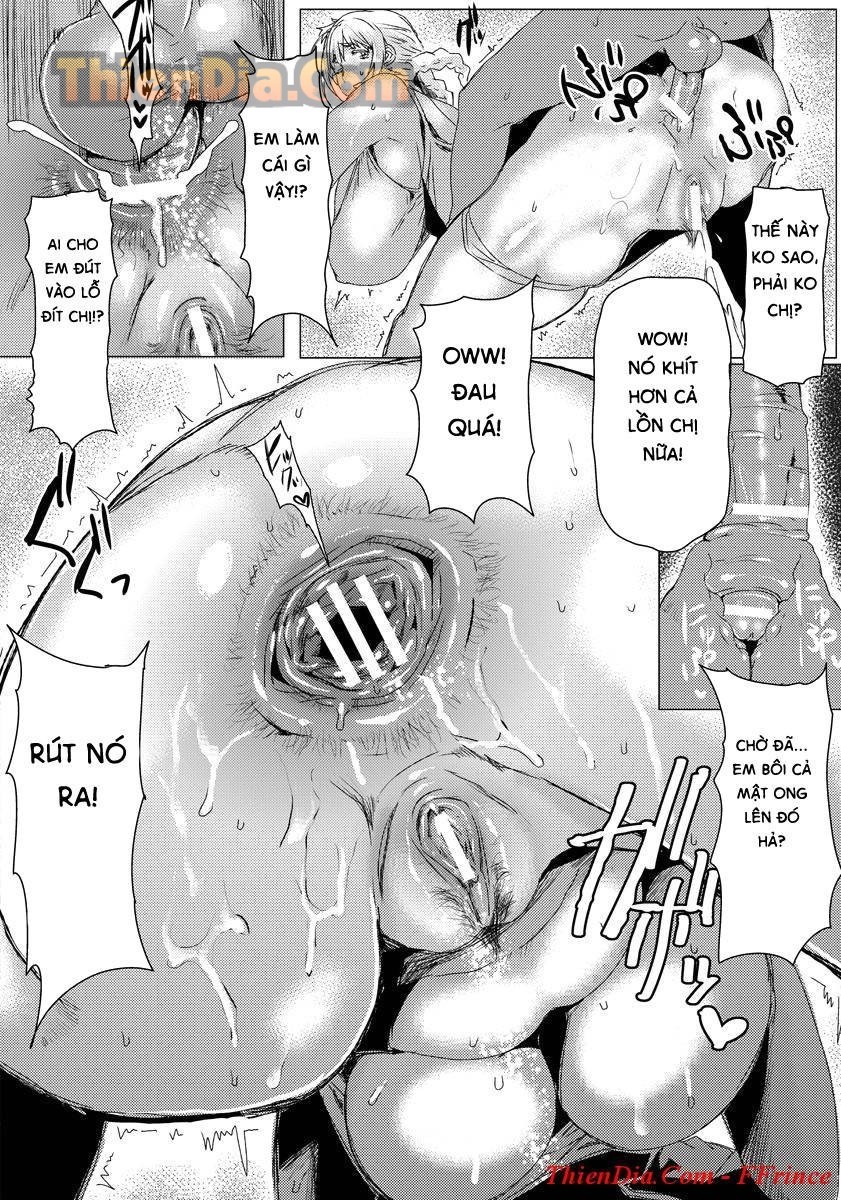 ThienDia.Com
THẾ NÀY
KO SAO,
PHẢI KO
CHỊ?
EM LÀM
CÁI GÌ
VẬY!?
AI CHO
EM ĐÚT
VÀO LỖ
ĐÍT CHỊ!?
WOW!
NÓ KHÍT
HƠN CẢ
LỒN CHỊ
NỮA!
OWW!
ĐAU
QUÁ!
CHỜ ĐÃ...
EM BÔI CẢ
MẬT ONG
LÊN ĐÓ
HẢ?
RÚT NÓ
RA!
ThienDia.Com - FFrince